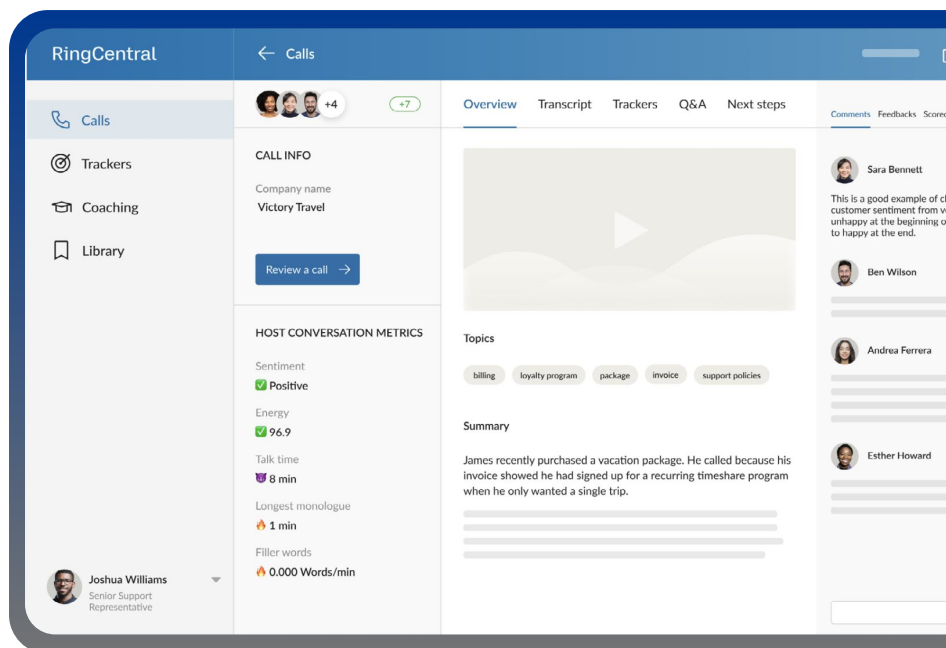 RingCentral
Calls
Calls
Trackers
Coaching
Library
Joshua Williams
Senior Support
Representative
+4
+7
CALL INFO
Company name
Victory Travel
Review a call
HOST CONVERSATION METRICS
Sentiment
Positive
Energy
96.9
Talk time
8 min
Longest monologue
1 min
Filler words
0.000 Words/min
Overview Transcript Trackers Q&A Next steps
Topics
billing loyalty program package invoice support policies
Summary
James recently purchased a vacation package. He called because his
invoice showed he had signed up for a recurring timeshare program
when he only wanted a single trip.
Comments Feedbacks
Sara Bennett
This is a good example of
customer sentiment from
unhappy at the beginning
to happy at the end.
Ben Wilson
Andrea Ferrera
Esther Howard